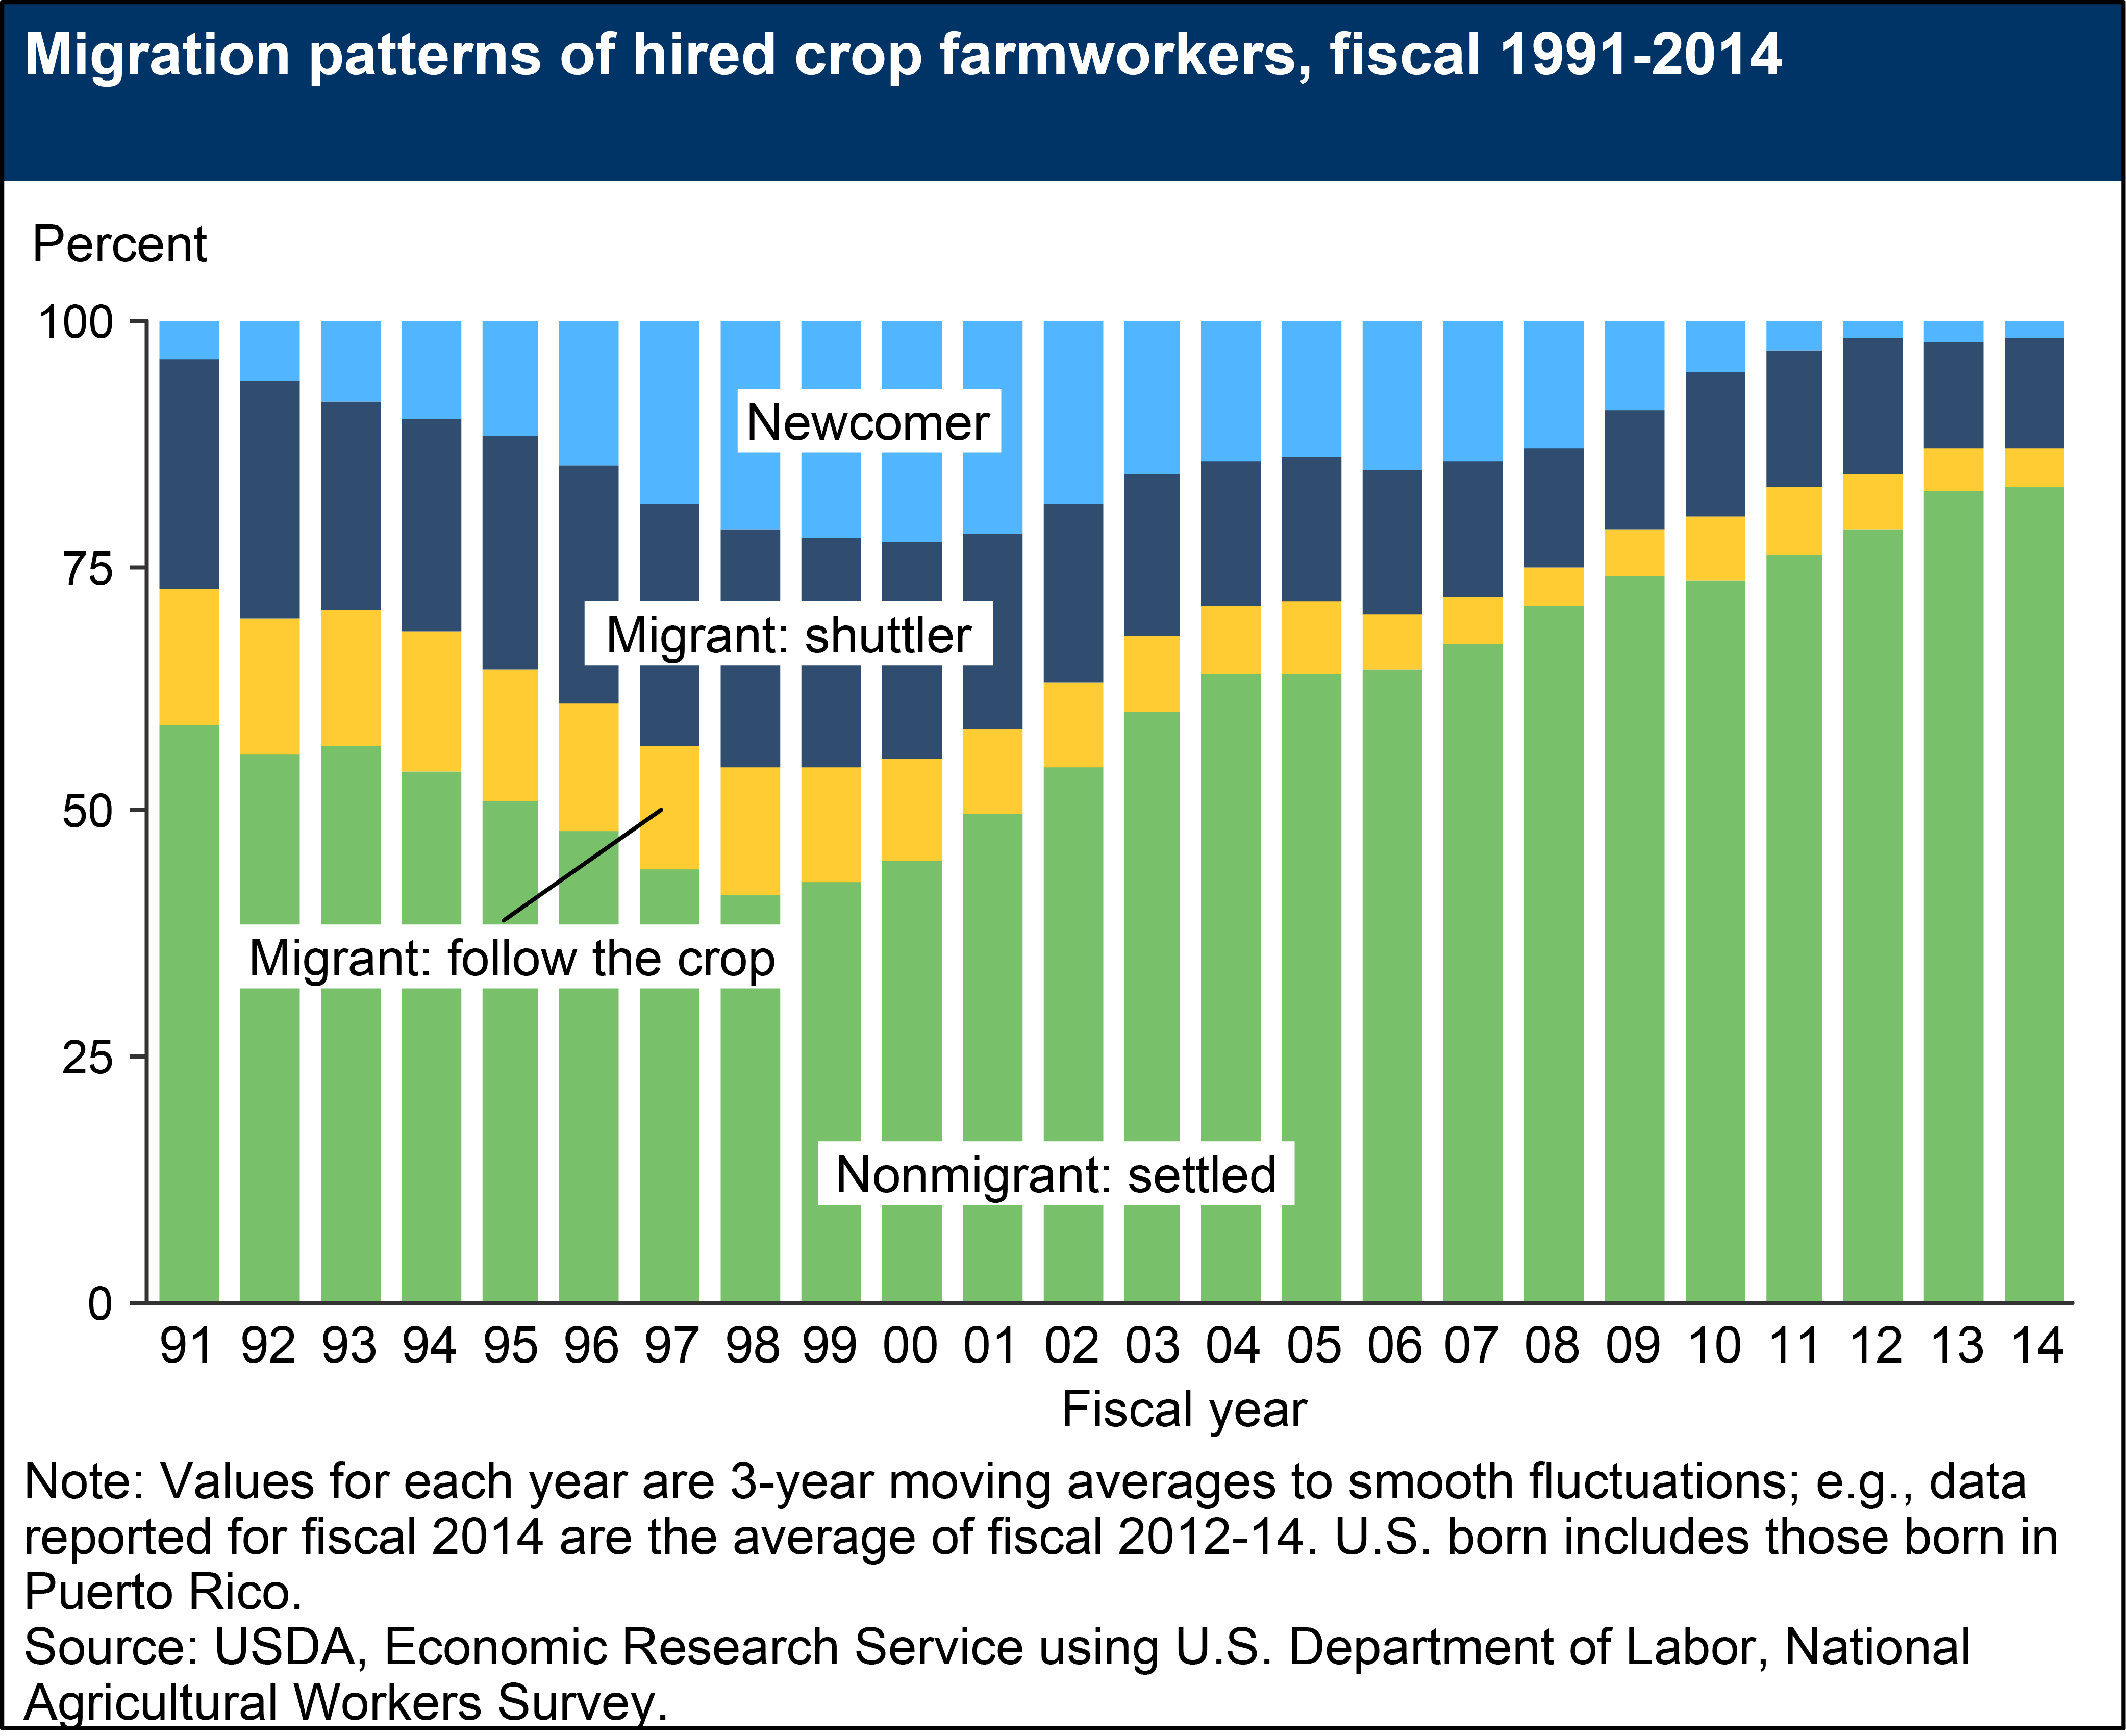 Migration patterns of hired crop farmworkers, fiscal 1991-2014
Percent
100
75
50
25
0
Newcomer
Migrant: shuttler
Migrant: follow the crop
Nonmigrant: settled
91 92 93 94 95 96 97 98 99 00 01 02 03 04 05 06 07 08 09 10 11 12 13 14
Fiscal year
Note: Values for each year are 3-year moving averages to smooth fluctuations; e.g., data
reported for fiscal 2014 are the average of fiscal 2012-14. U.S. born includes those born in
Puerto Rico.
Source: USDA, Economic Research Service using U.S. Department of Labor, National
Agricultural Workers Survey.